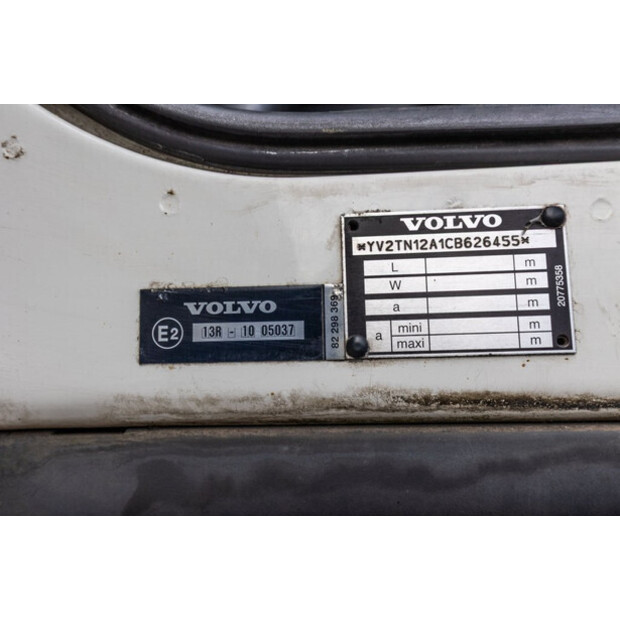 VOLVO
*YV2TN12A1CB626455*
L m
W m
a m
a mini m
maxi m
20775358
VOLVO
E2 13R - 10 05037
82 298 369